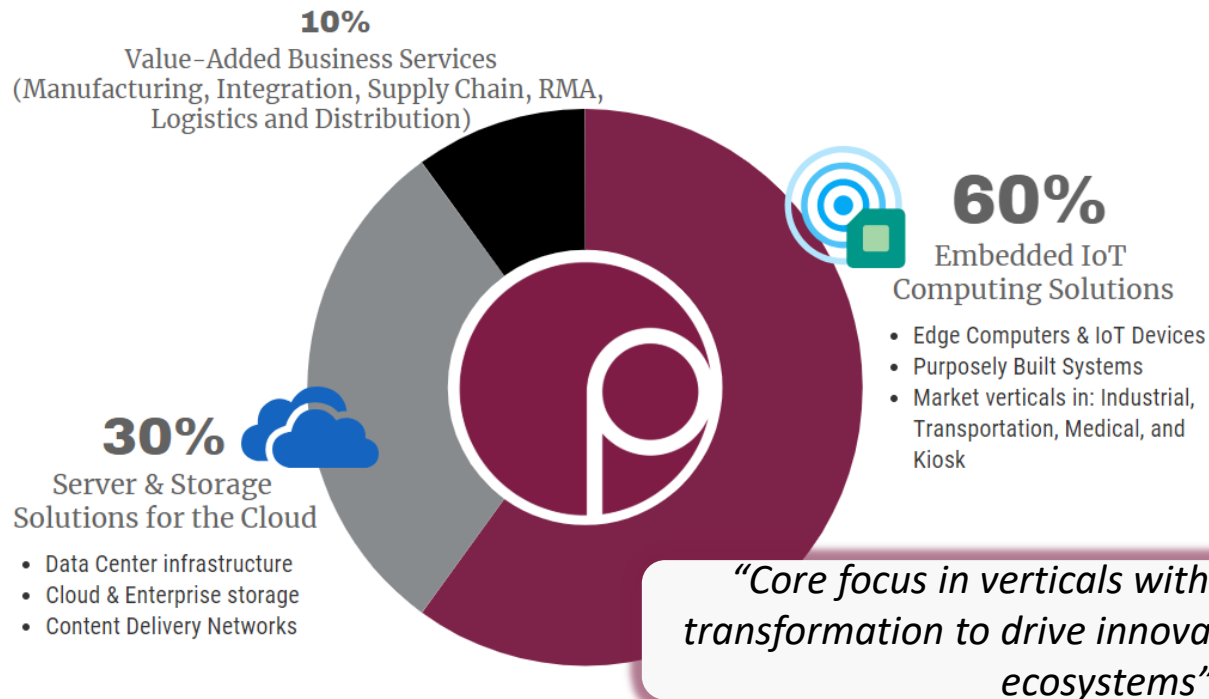 10%
Value-Added Business Services
(Manufacturing, Integration, Supply Chain, RMA,
Logistics and Distribution)
60%
Embedded IoT
Computing Solutions
• Edge Computers & IoT Devices
• Purposely Built Systems
• Market verticals in: Industrial,
Transportation, Medical, and
Kiosk
30%
Server & Storage
Solutions for the Cloud
• Data Center infrastructure
• Cloud & Enterprise storage
• Content Delivery Networks
“Core focus in verticals with
transformation to drive innova
ecosystems”